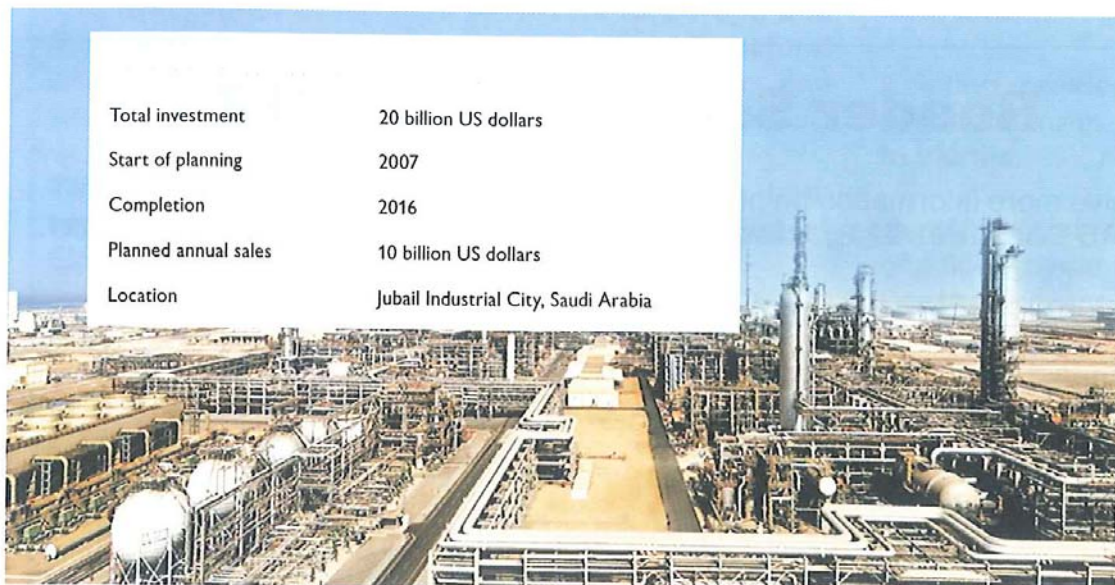 Total investment 20 billion US dollars
Start of planning 2007
Completion 2016
Planned annual sales 10 billion US dollars
Location Jubail Industrial City, Saudi Arabia